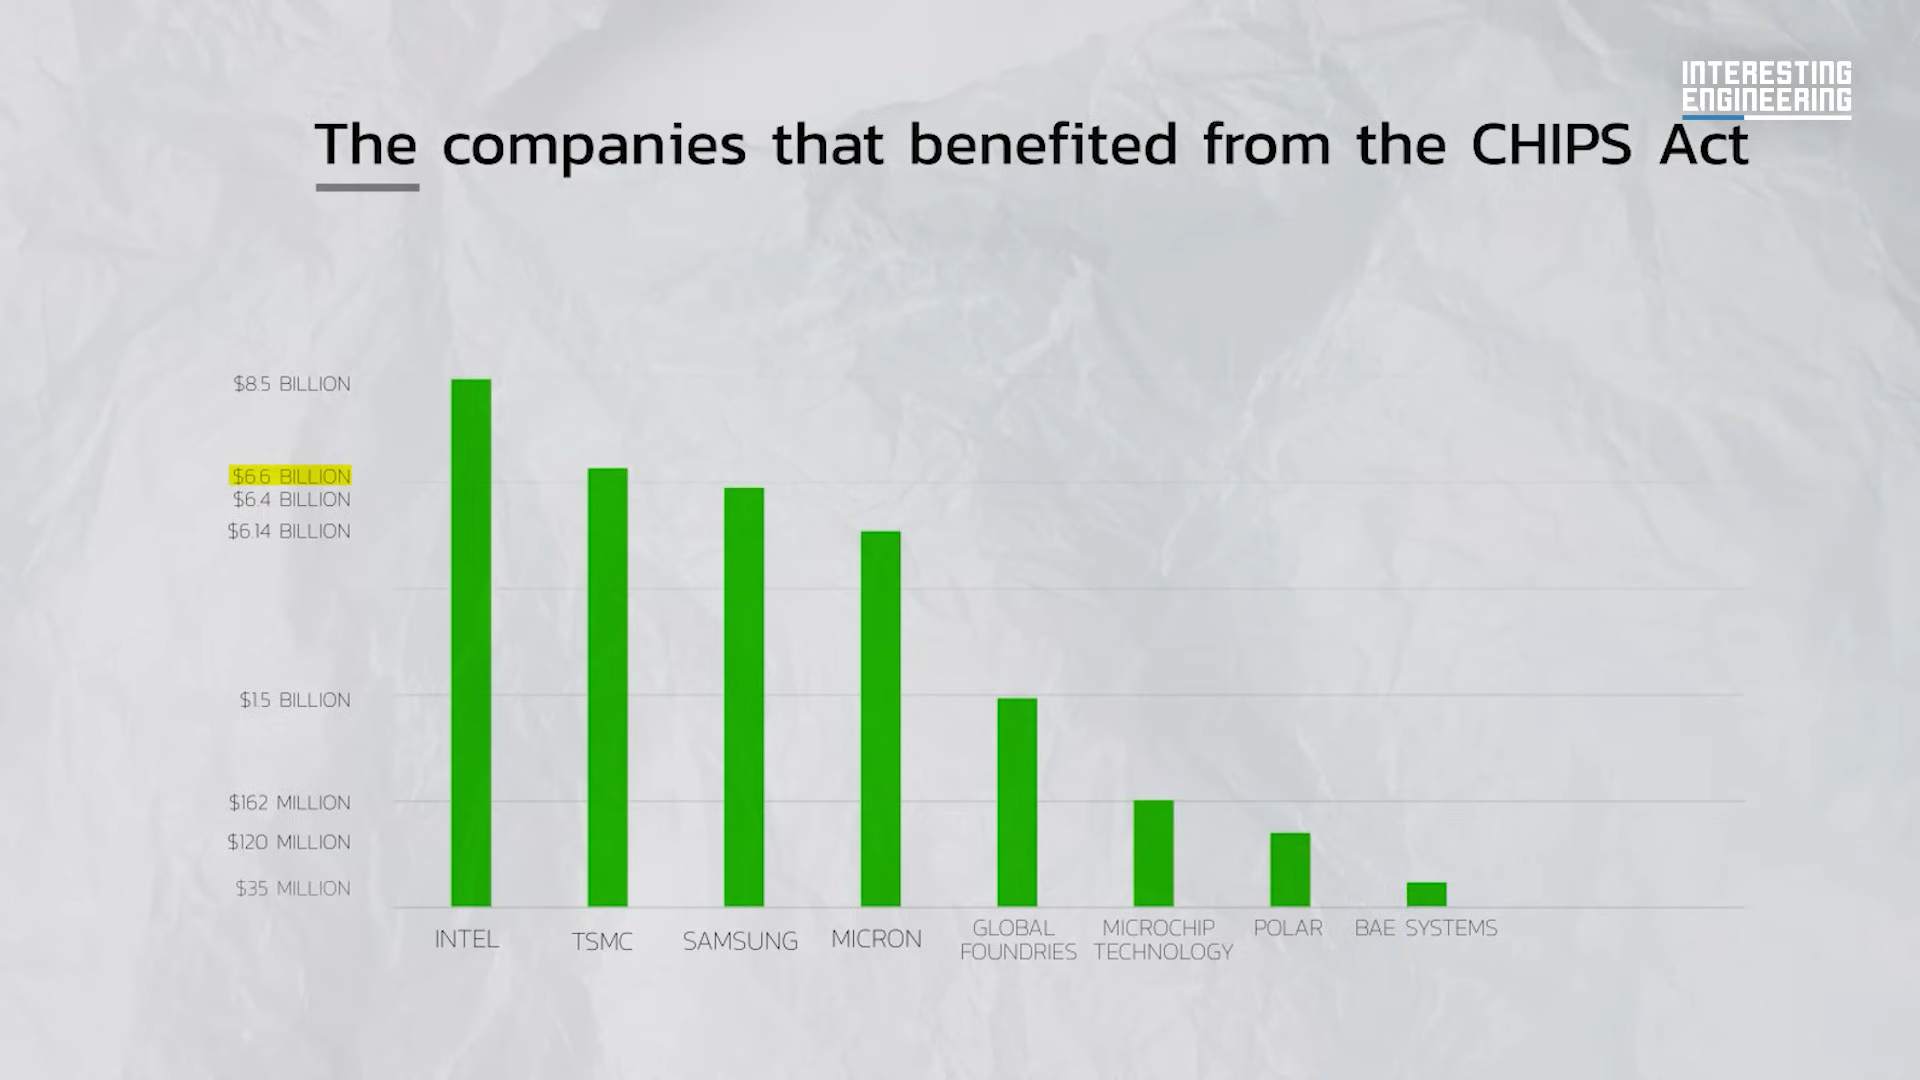 INTERESTING
ENGINEERING
The companies that benefited from the CHIPS Act
$8.5 BILLION
$6.6 BILLION
$6.4 BILLION
$6.14 BILLION
$1.5 BILLION
$162 MILLION
$120 MILLION
$35 MILLION
INTEL
TSMC
SAMSUNG
MICRON
GLOBAL
FOUNDRIES
MICROCHIP
TECHNOLOGY
POLAR
BAE SYSTEMS